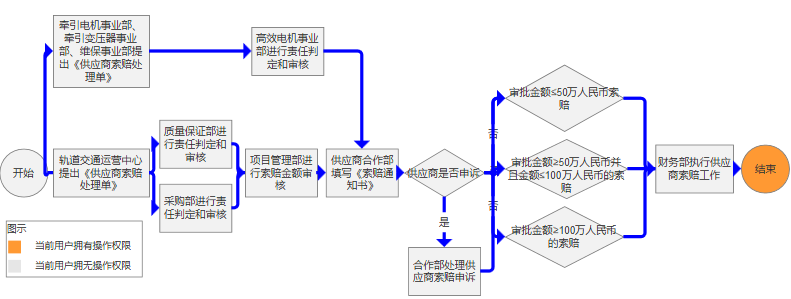 牵引电机事业部、
牵引变压器事业
部、维保事业部提
出《供应商索赔处
理单》
高效电机事业
部进行责任判
定和审核
开始
轨道交通运营中心
提出《供应商索赔
处理单》
质量保证部进
行责任判定和
审核
采购部进行责
任判定和审核
项目管理部进
行索赔金额审
核
供应商合作部
填写《索赔通
知书》
供应商是否申诉
是
合作部处理供
应商索赔申诉
否
否
审批金额≤50万人民币索
赔
审批金额≥50万人民币并
且金额≤100万人民币的索
赔
审批金额≥100万人民币
的索赔
财务部执行供应
商索赔工作
结束
图示
当前用户拥有操作权限
当前用户拥无操作权限